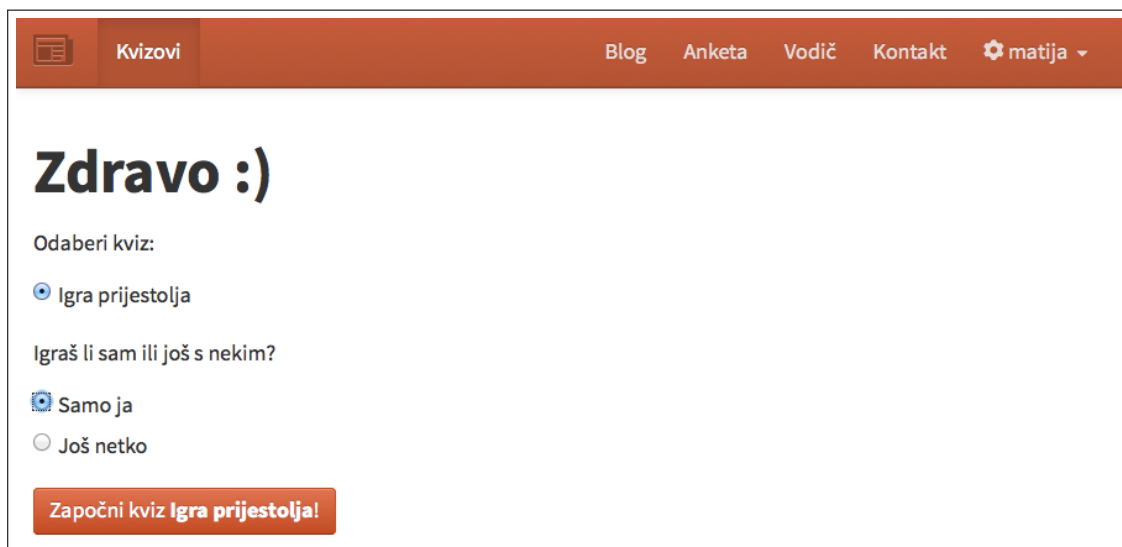 Kvizovi Blog Anketa Vodič Kontakt matija
Zdravo :)
Odaberi kviz:
Igra prijestolja
Igraš li sam ili još s nekim?
Samo ja
Još netko
Započni kviz Igra prijestolja!